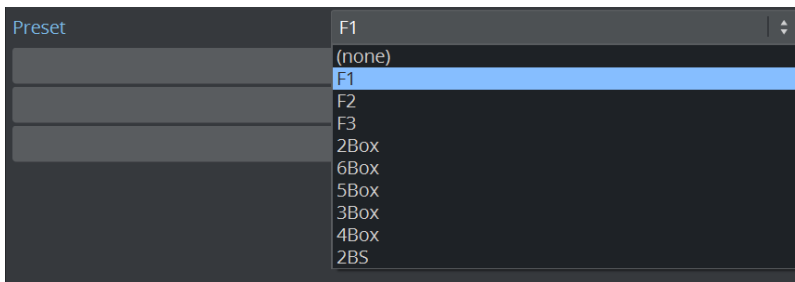 Preset F1
(none)
F1
F2
F3
2Box
6Box
5Box
3Box
4Box
2BS